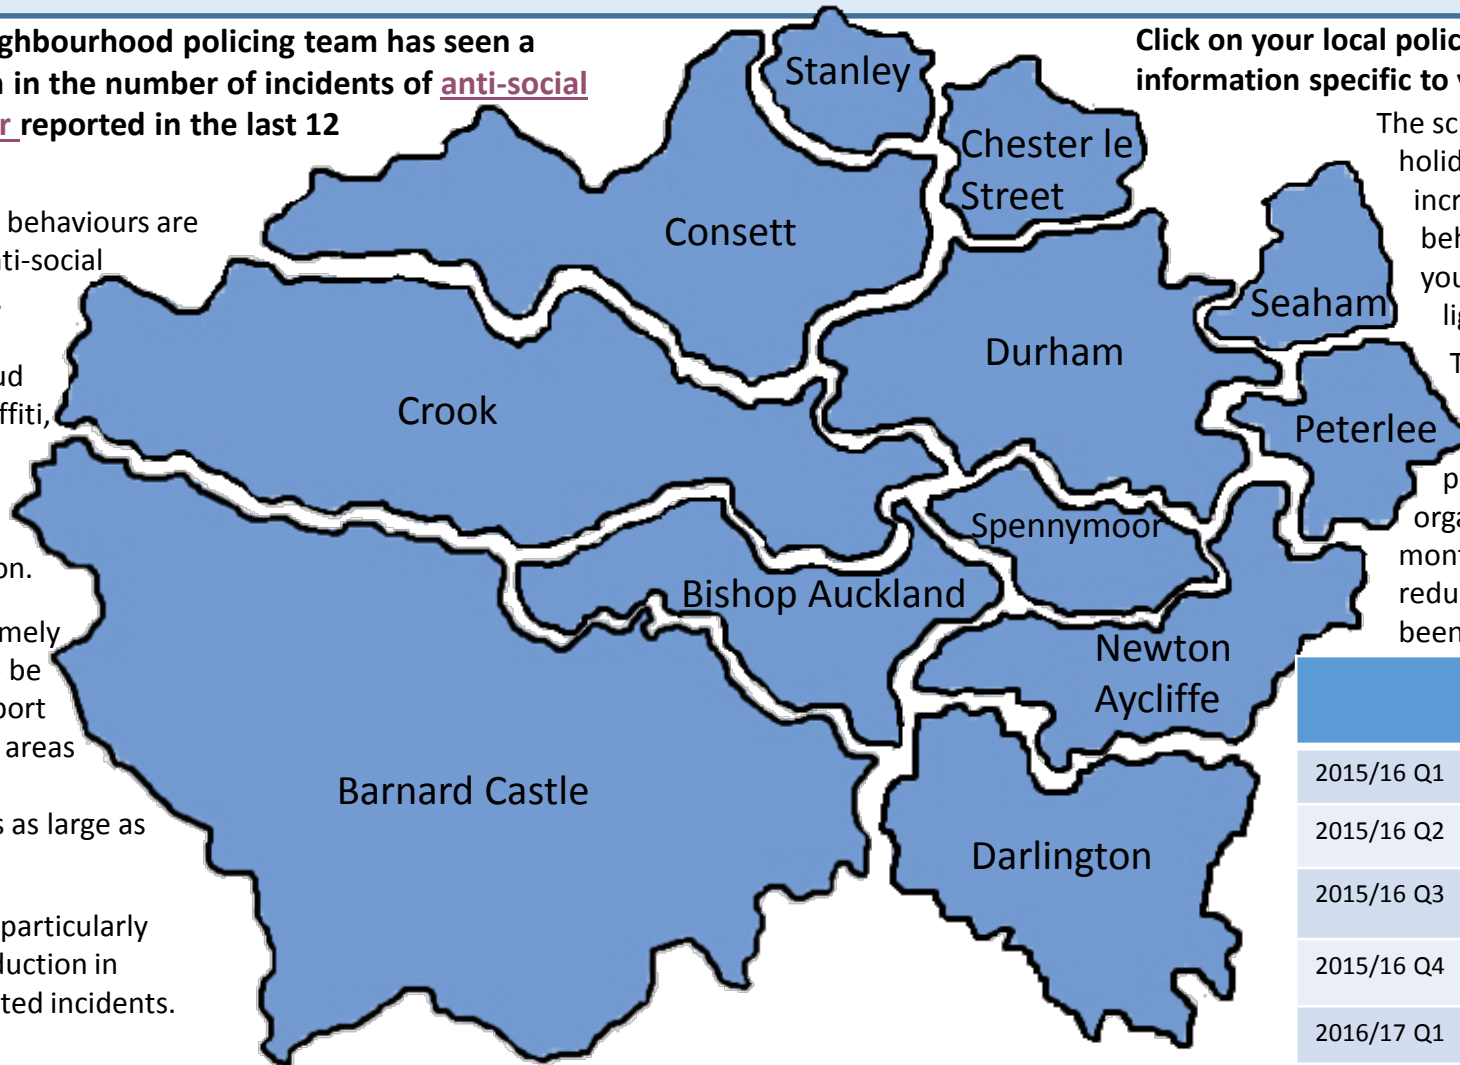 ghbourhood policing team has seen a
in the number of incidents of anti-social
r reported in the last 12
behaviours are
ti-social
ud
ffiti,
on.
mely
be
port
areas
s as large as
particularly
duction in
ted incidents.
Stanley
Chester le
Street
Consett
Seaham
Durham
Crook
Peterlee
Spennymoor
Bishop Auckland
Newton
Aycliffe
Barnard Castle
Darlington
Click on your local polic
information specific to
The sc
holid
incr
beh
you
lig
T
p
orga
mont
redu
been
2015/16 Q1
2015/16 Q2
2015/16 Q3
2015/16 Q4
2016/17 Q1